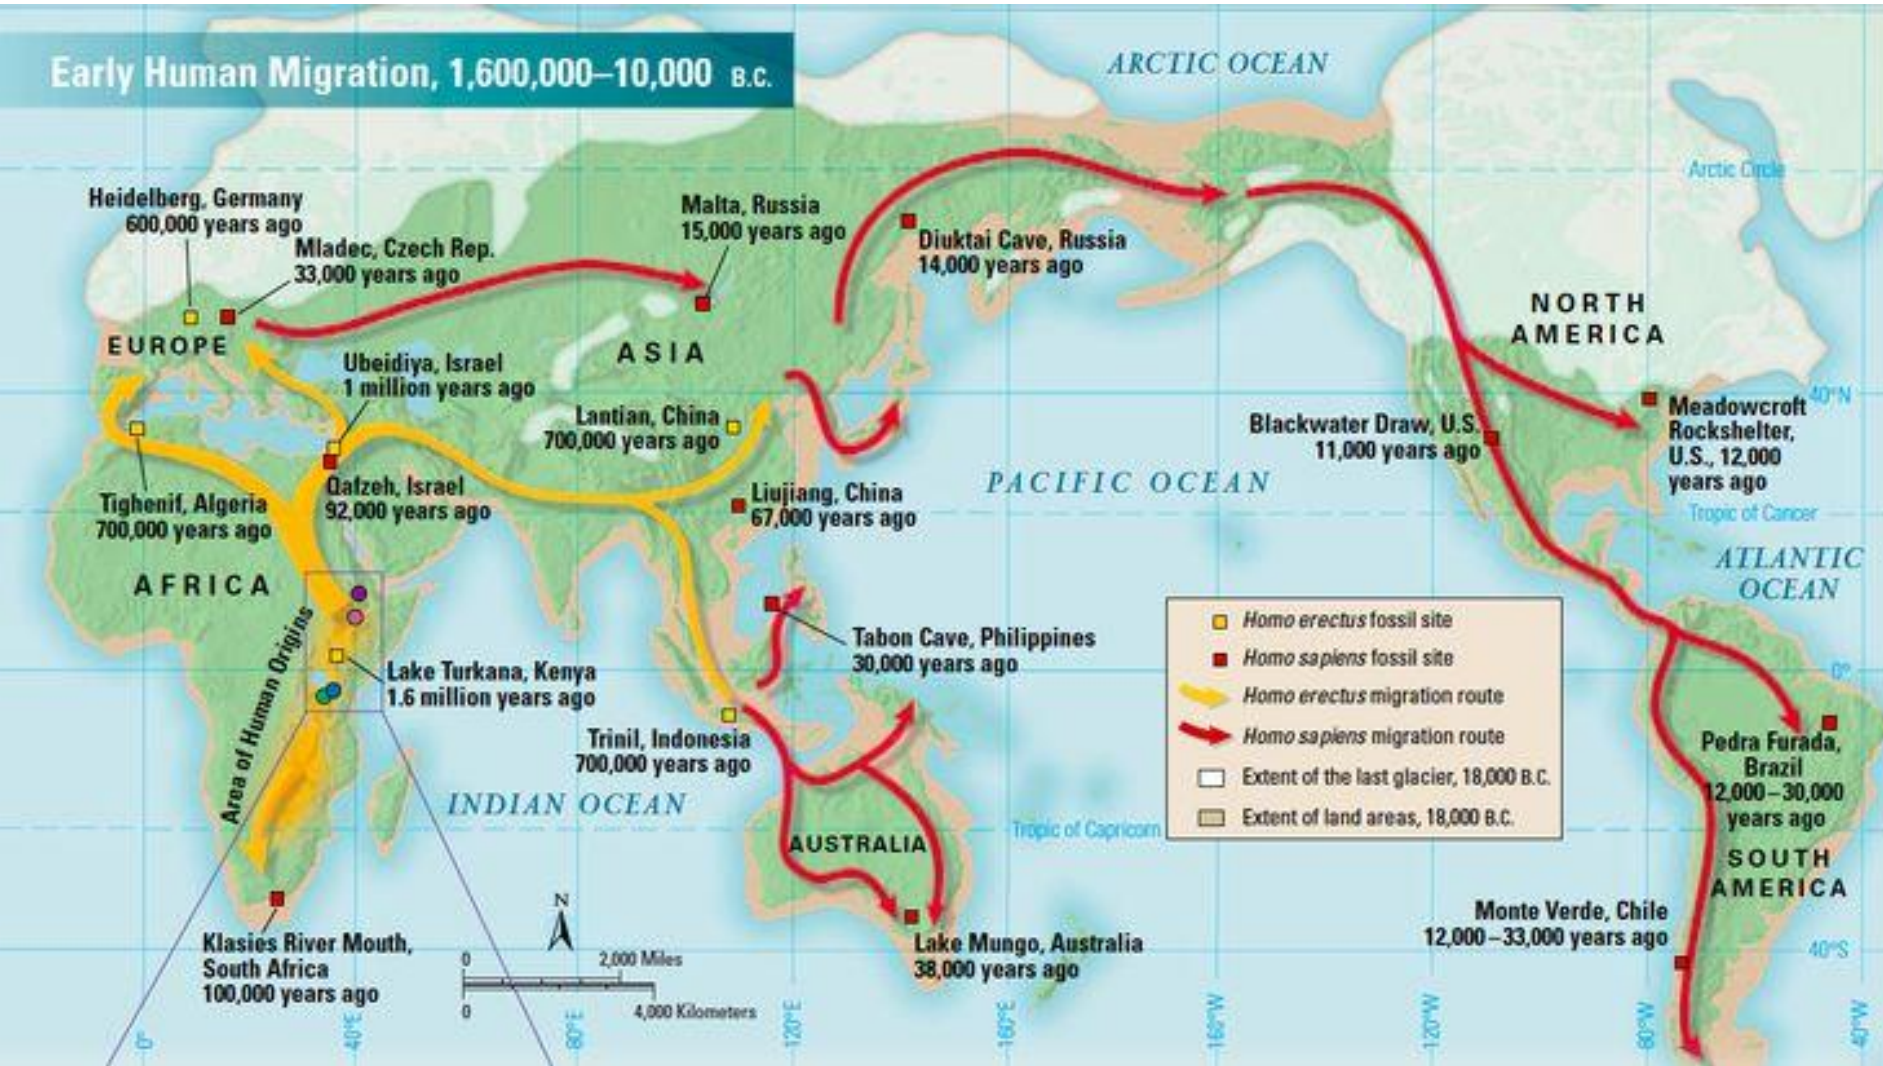 Early Human Migration, 1,600,000–10,000 B.C.
ARCTIC OCEAN
Arctic Circle
Heidelberg, Germany
600,000 years ago
Mladec, Czech Rep.
33,000 years ago
Malta, Russia
15,000 years ago
Diuktai Cave, Russia
14,000 years ago
NORTH
AMERICA
EUROPE
ASIA
Ubeidiya, Israel
1 million years ago
Lantian, China
700,000 years ago
40°N
Blackwater Draw, U.S.
11,000 years ago
Meadowcroft
Rockshelter,
U.S., 12,000
years ago
PACIFIC OCEAN
Tighenif, Algeria
700,000 years ago
Qafzeh, Israel
92,000 years ago
Liujiang, China
67,000 years ago
Tropic of Cancer
ATLANTIC
OCEAN
AFRICA
Area of Human Origins
Lake Turkana, Kenya
1.6 million years ago
Tabon Cave, Philippines
30,000 years ago
0°
Trinil, Indonesia
700,000 years ago
Homo erectus fossil site
Homo sapiens fossil site
Homo erectus migration route
Homo sapiens migration route
Extent of the last glacier, 18,000 B.C.
Extent of land areas, 18,000 B.C.
Pedra Furada,
Brazil
12,000–30,000
years ago
INDIAN OCEAN
Tropic of Capricorn
AUSTRALIA
SOUTH
AMERICA
Klasies River Mouth,
South Africa
100,000 years ago
N
0 2,000 Miles
0 4,000 Kilometers
Lake Mungo, Australia
38,000 years ago
Monte Verde, Chile
12,000–33,000 years ago
40°S
0°
40°E
80°E
120°E
160°E
160°W
120°W
80°W
40°W